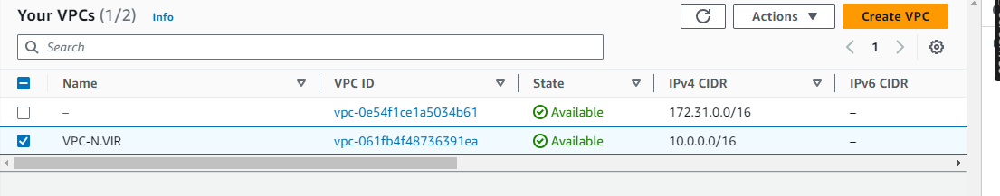 Your VPCs (1/2) Info Actions Create VPC
Search 1
Name VPC ID State IPv4 CIDR IPv6 CIDR
– vpc-0e54f1ce1a5034b61 Available 172.31.0.0/16 –
VPC-N.VIR vpc-061fb4f48736391ea Available 10.0.0.0/16 –